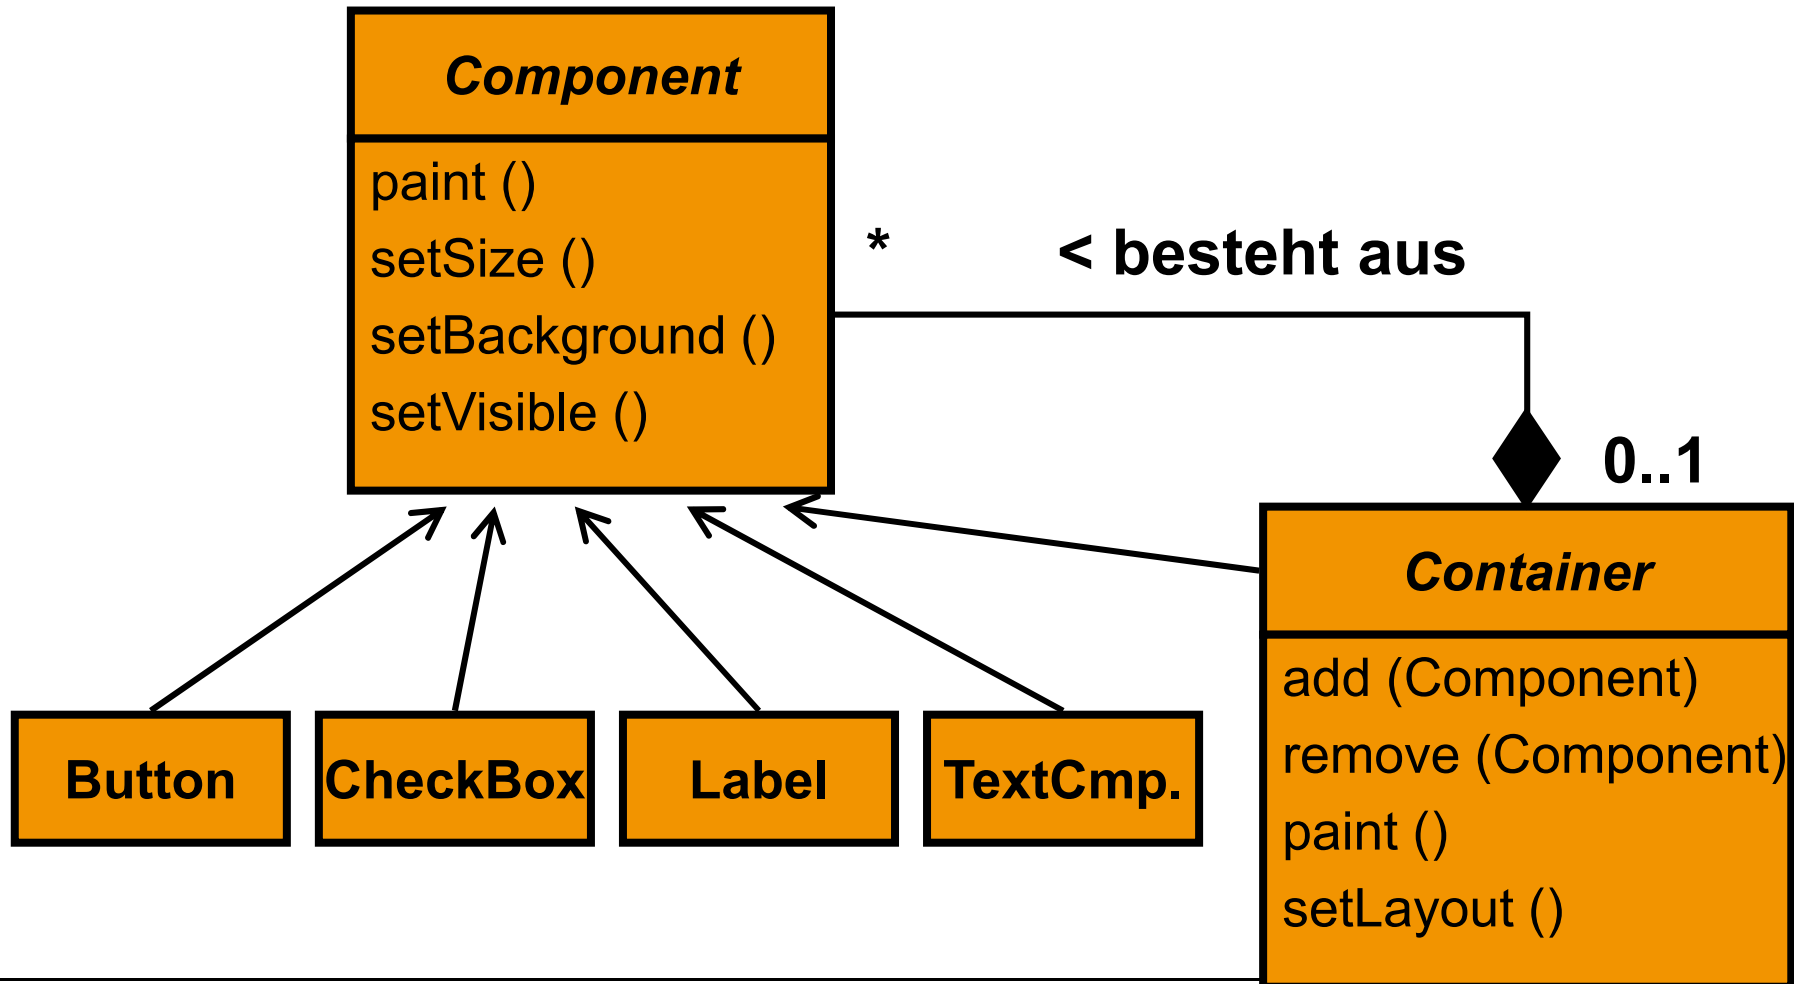 Component
paint ()
setSize ()
setBackground ()
setVisible ()
*
< besteht aus
0..1
Container
add (Component)
remove (Component)
paint ()
setLayout ()
Button
CheckBox
Label
TextCmp.